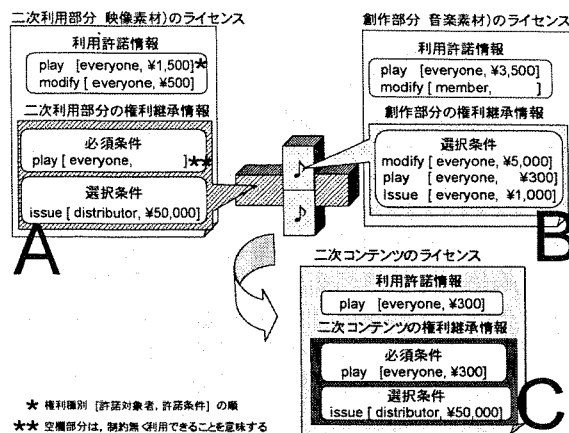 二次利用部分 映像素材)のライセンス
利用許諾情報
play [everyone, ¥1,500]★
modify [ everyone, ¥500]
二次利用部分の権利継承情報
必須条件
play [ everyone, ]★★
選択条件
issue [ distributor, ¥50,000]
A
創作部分 音楽素材)のライセンス
利用許諾情報
play [everyone, ¥3,500]
modify [ member, ]
創作部分の権利継承情報
選択条件
modify [ everyone, ¥5,000]
play [everyone, ¥300]
issue [ everyone, ¥1,000]
B
二次コンテンツのライセンス
利用許諾情報
play [everyone, ¥300]
二次コンテンツの権利継承情報
必須条件
play [everyone, ¥300]
選択条件
issue [ distributor, ¥50,000]
C
★ 権利種別 [許諾対象者, 許諾条件] の順
★★ 空欄部分は, 制約無く利用できることを意味する